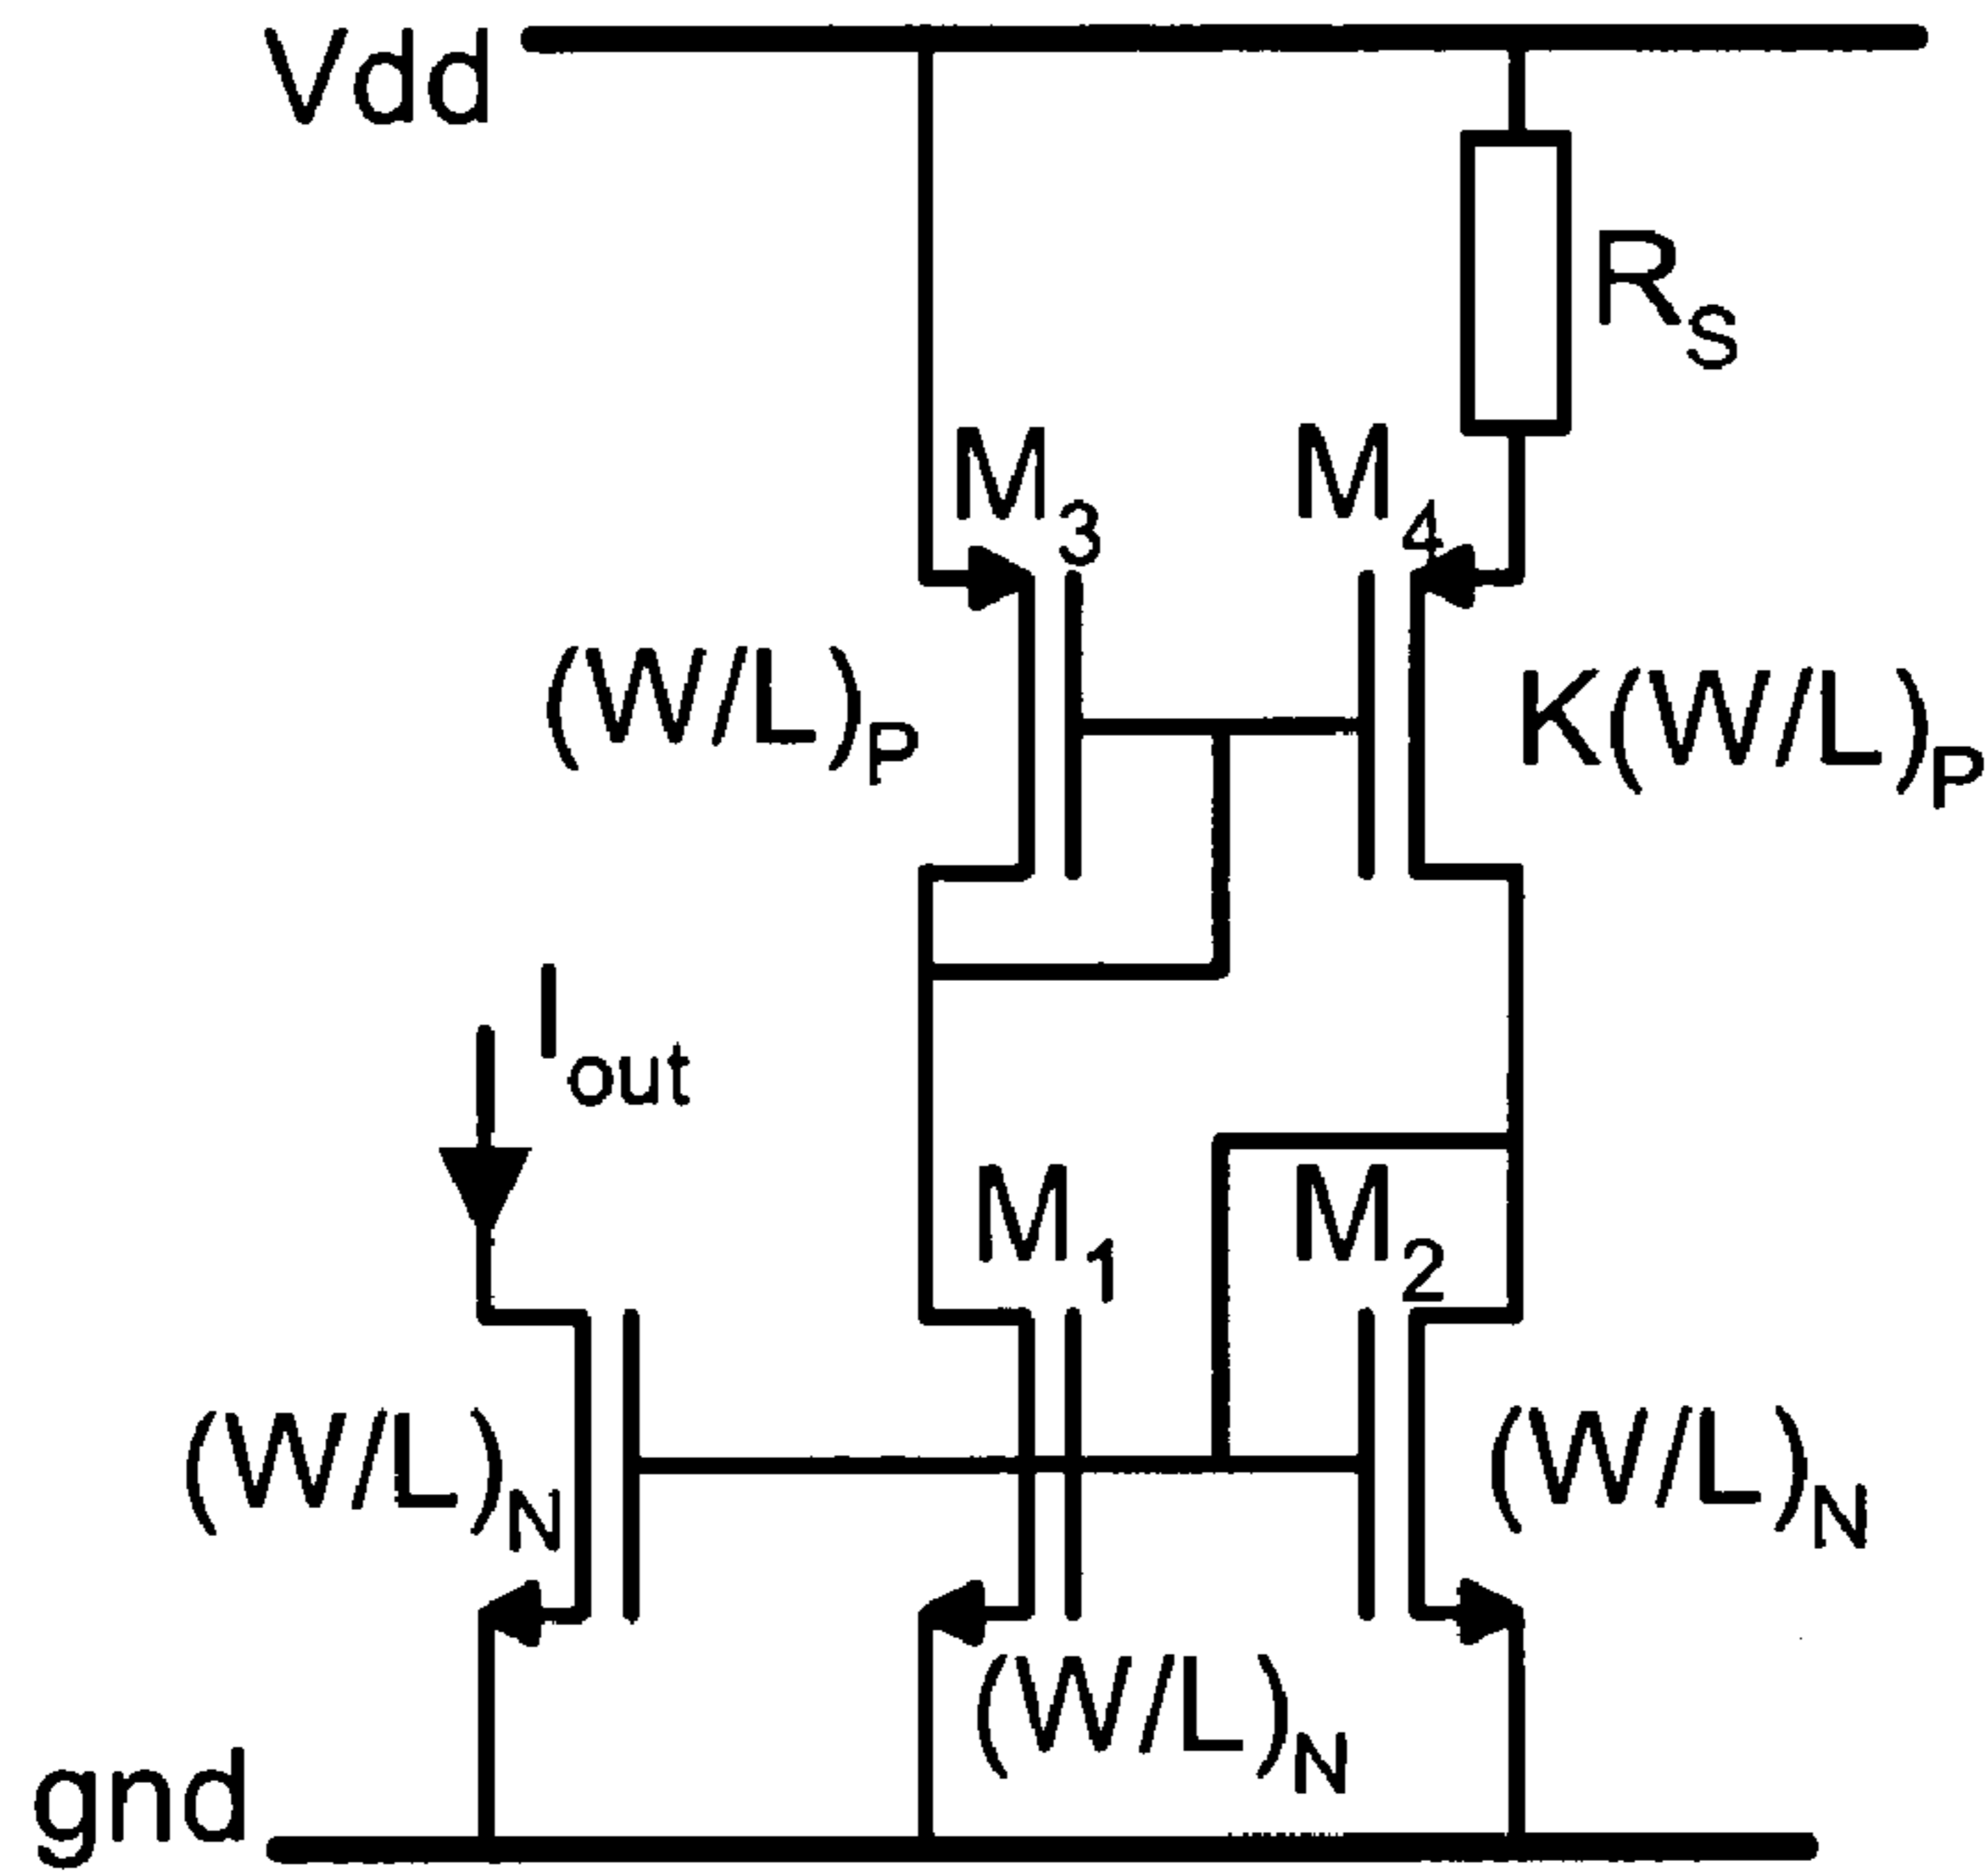 Vdd
R_S
M_3
M_4
(W/L)_P
K(W/L)_P
I_out
M_1
M_2
(W/L)_N
(W/L)_N
(W/L)_N
gnd